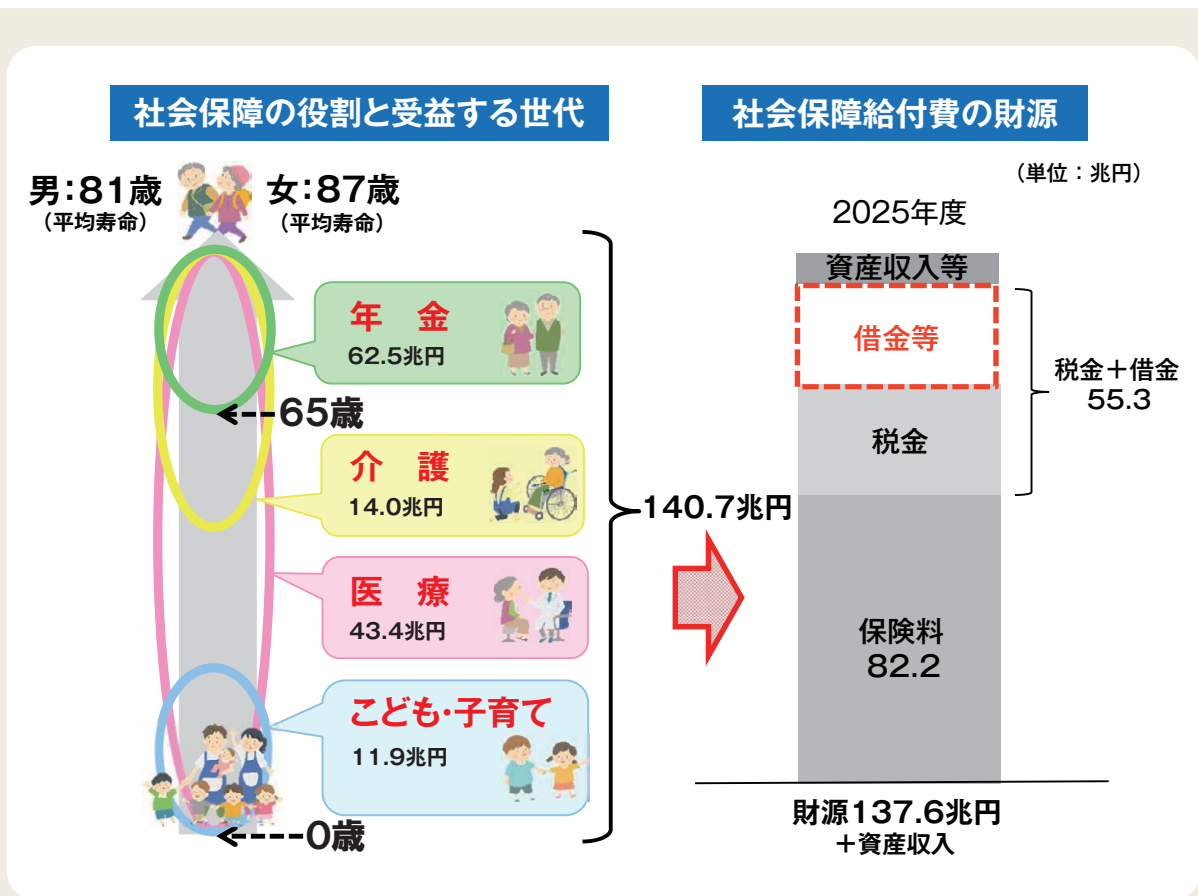 社会保障の役割と受益する世代
男:81歳
(平均寿命)
女:87歳
(平均寿命)
年 金
62.5兆円
65歳
介 護
14.0兆円
医 療
43.4兆円
こども・子育て
11.9兆円
0歳
140.7兆円
社会保障給付費の財源
(単位:兆円)
2025年度
資産収入等
借金等
税金
税金+借金
55.3
保険料
82.2
財源137.6兆円
+資産収入